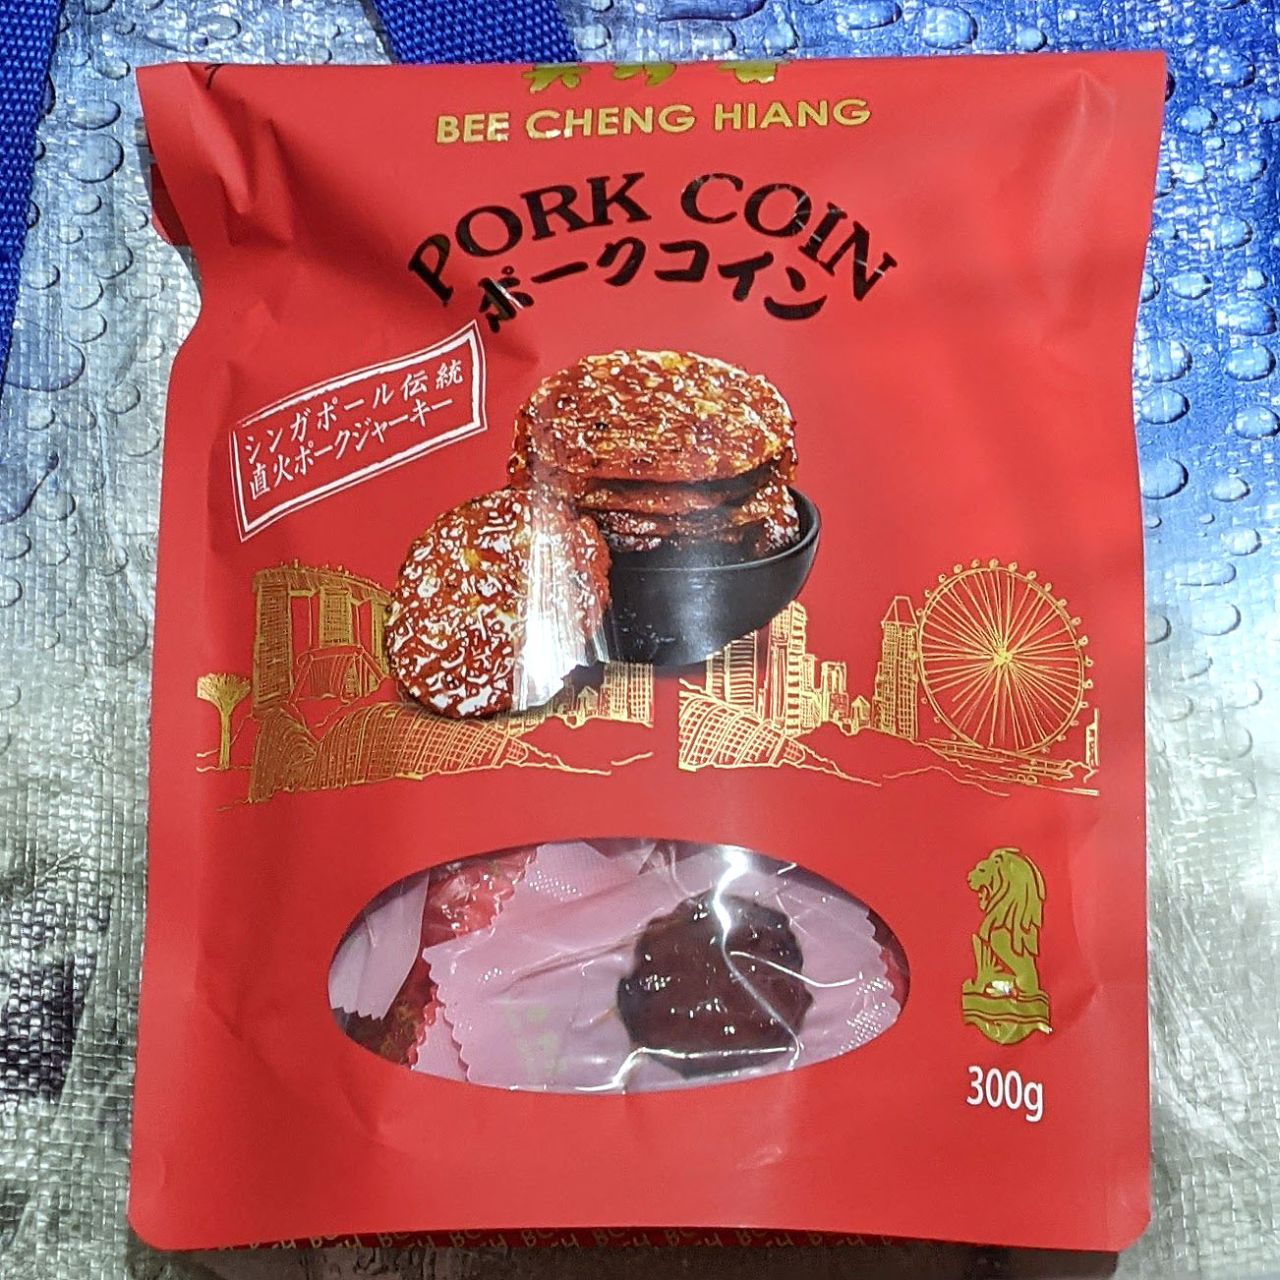 BEE CHENG HIANG
PORK COIN
ポークコイン
シンガポール伝統
直火ポークジャーキー
300g